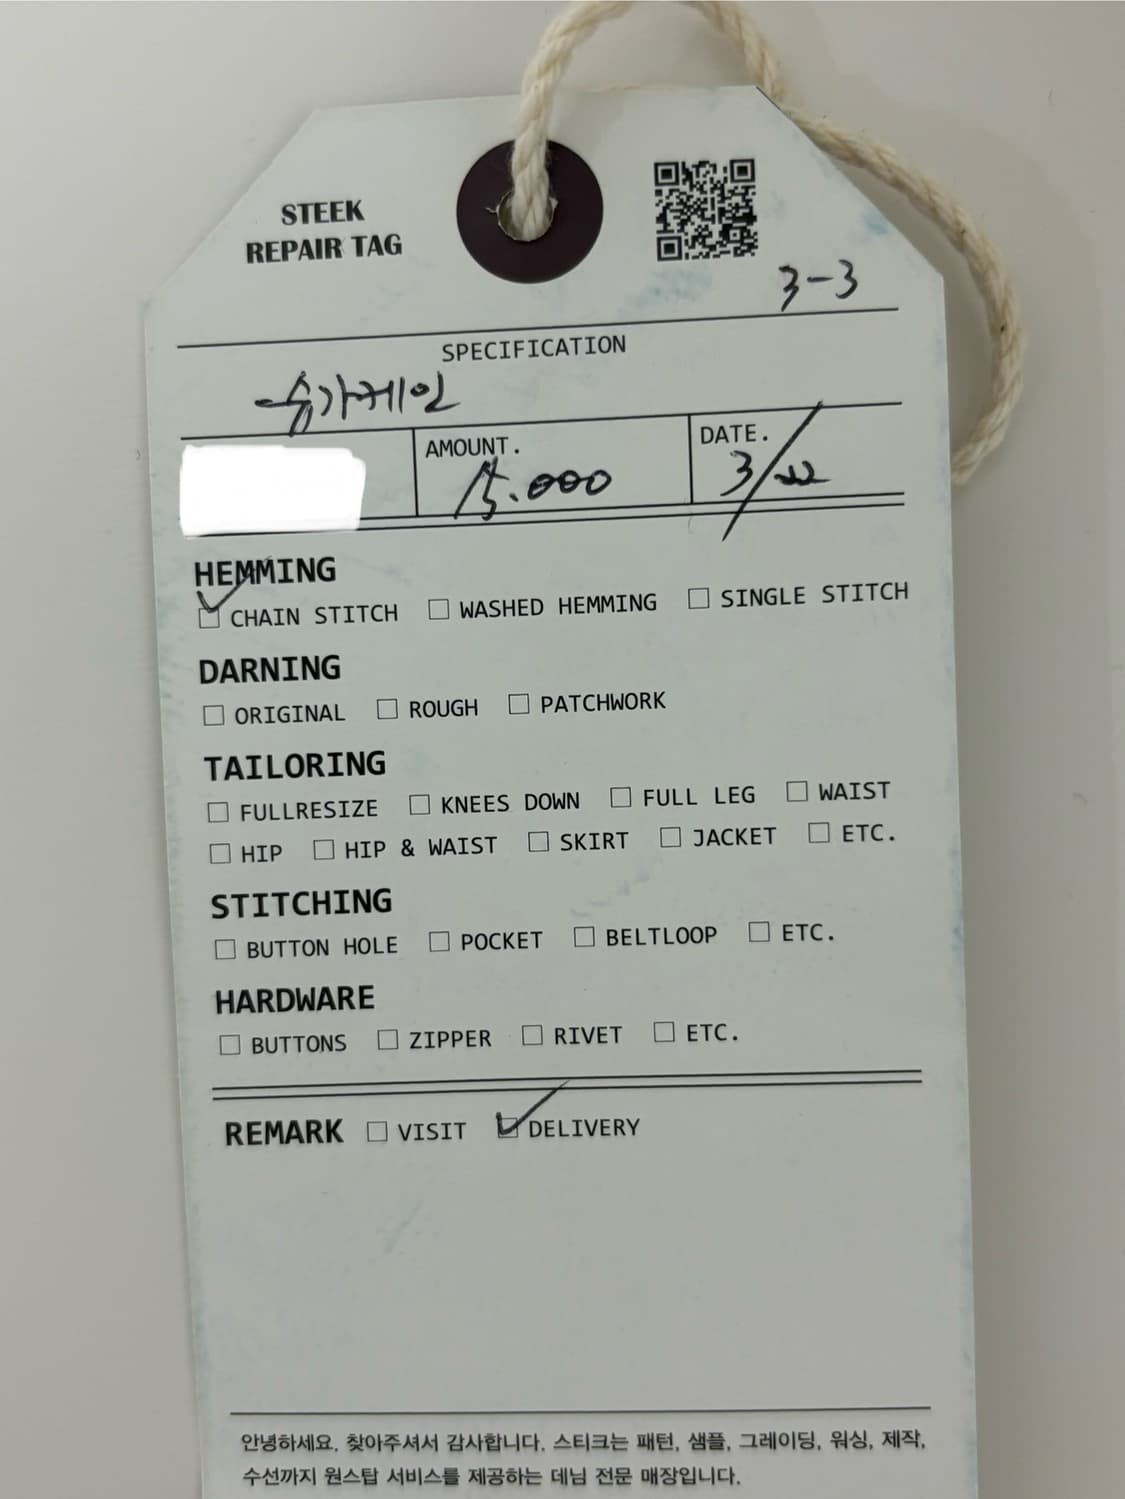 STEEK
REPAIR TAG
3-3
SPECIFICATION
슈가케인
AMOUNT.
15.000
DATE.
3/22
HEMMING
CHAIN STITCH WASHED HEMMING SINGLE STITCH
DARNING
ORIGINAL ROUGH PATCHWORK
TAILORING
FULLRESIZE KNEES DOWN FULL LEG WAIST
HIP HIP & WAIST SKIRT JACKET ETC.
STITCHING
BUTTON HOLE POCKET BELTLOOP ETC.
HARDWARE
BUTTONS ZIPPER RIVET ETC.
REMARK VISIT DELIVERY
안녕하세요. 찾아주셔서 감사합니다. 스티크는 패턴, 샘플, 그레이딩, 워싱, 제작,
수선까지 원스탑 서비스를 제공하는 데님 전문 매장입니다.